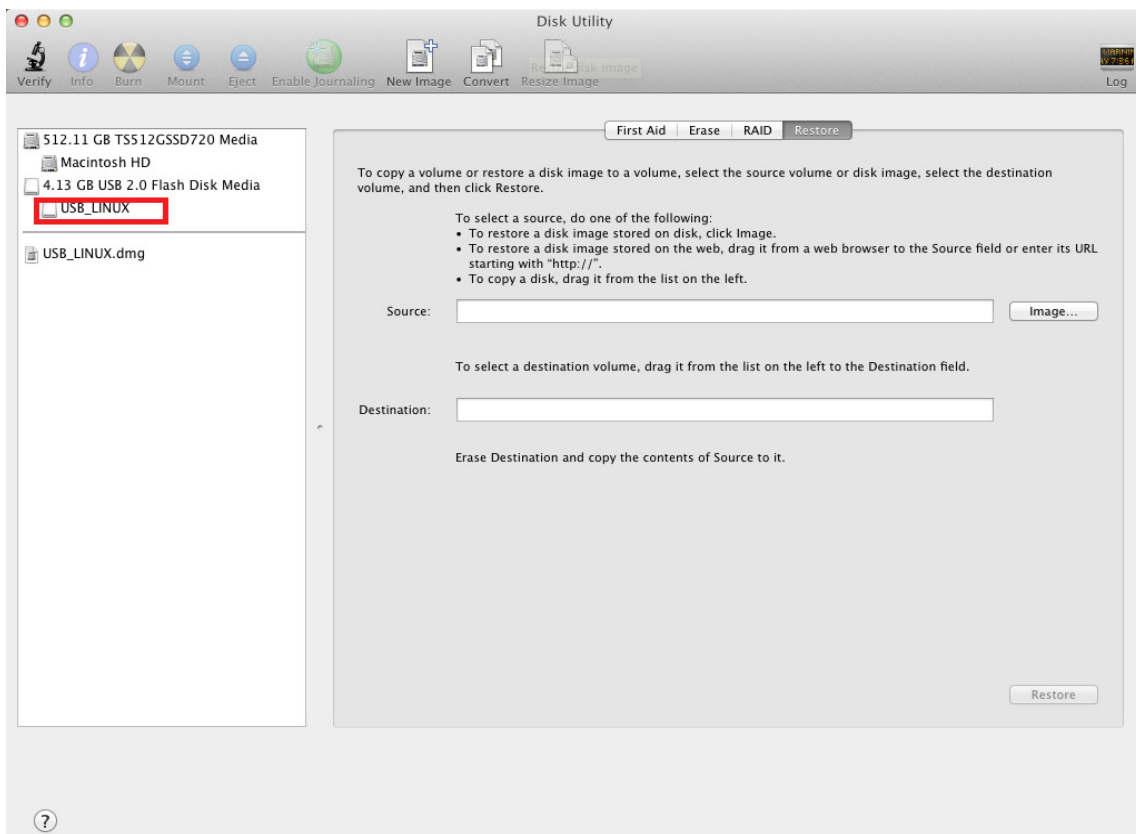 Disk Utility
Verify Info Burn Mount Eject Enable Journaling New Image Convert Resize Image Log
Resize disk image
WARNIN
First Aid Erase RAID Restore
512.11 GB TS512GSSD720 Media
Macintosh HD
4.13 GB USB 2.0 Flash Disk Media
USB_LINUX
USB_LINUX.dmg
To copy a volume or restore a disk image to a volume, select the source volume or disk image, select the destination
volume, and then click Restore.
To select a source, do one of the following:
• To restore a disk image stored on disk, click Image.
• To restore a disk image stored on the web, drag it from a web browser to the Source field or enter its URL
starting with “http://”.
• To copy a disk, drag it from the list on the left.
Source: Image...
To select a destination volume, drag it from the list on the left to the Destination field.
Destination:
Erase Destination and copy the contents of Source to it.
Restore
?